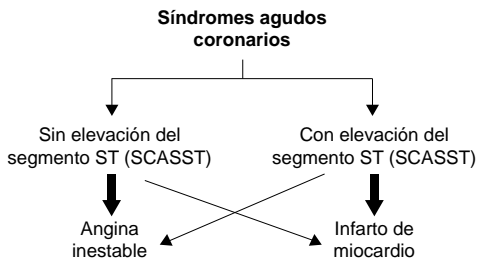 Síndromes agudos
coronarios
Sin elevación del
segmento ST (SCASST)
Con elevación del
segmento ST (SCASST)
Angina
inestable
Infarto de
miocardio